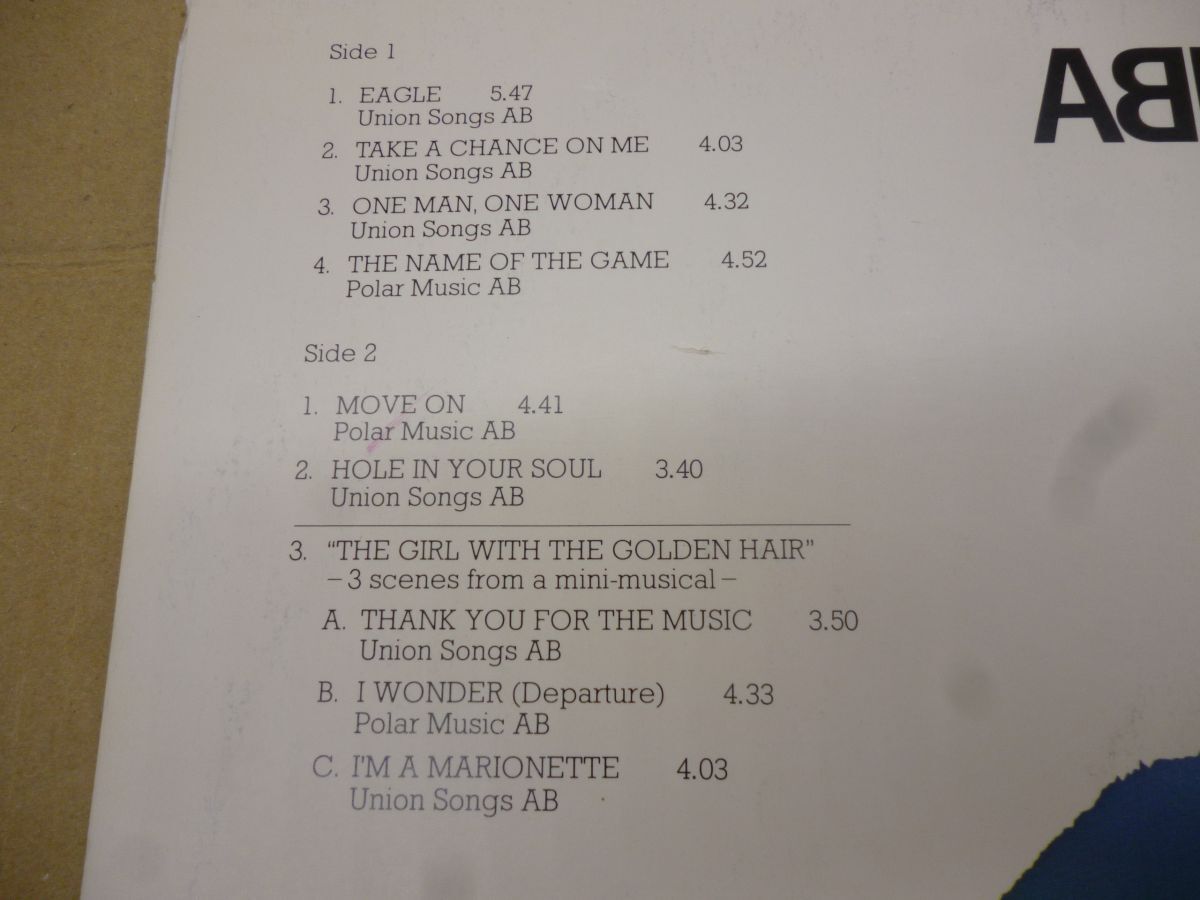 Side 1
1. EAGLE 5.47
Union Songs AB
2. TAKE A CHANCE ON ME 4.03
Union Songs AB
3. ONE MAN, ONE WOMAN 4.32
Union Songs AB
4. THE NAME OF THE GAME 4.52
Polar Music AB
Side 2
1. MOVE ON 4.41
Polar Music AB
2. HOLE IN YOUR SOUL 3.40
Union Songs AB
3. “THE GIRL WITH THE GOLDEN HAIR”
– 3 scenes from a mini-musical –
A. THANK YOU FOR THE MUSIC 3.50
Union Songs AB
B. I WONDER (Departure) 4.33
Polar Music AB
C. I'M A MARIONETTE 4.03
Union Songs AB